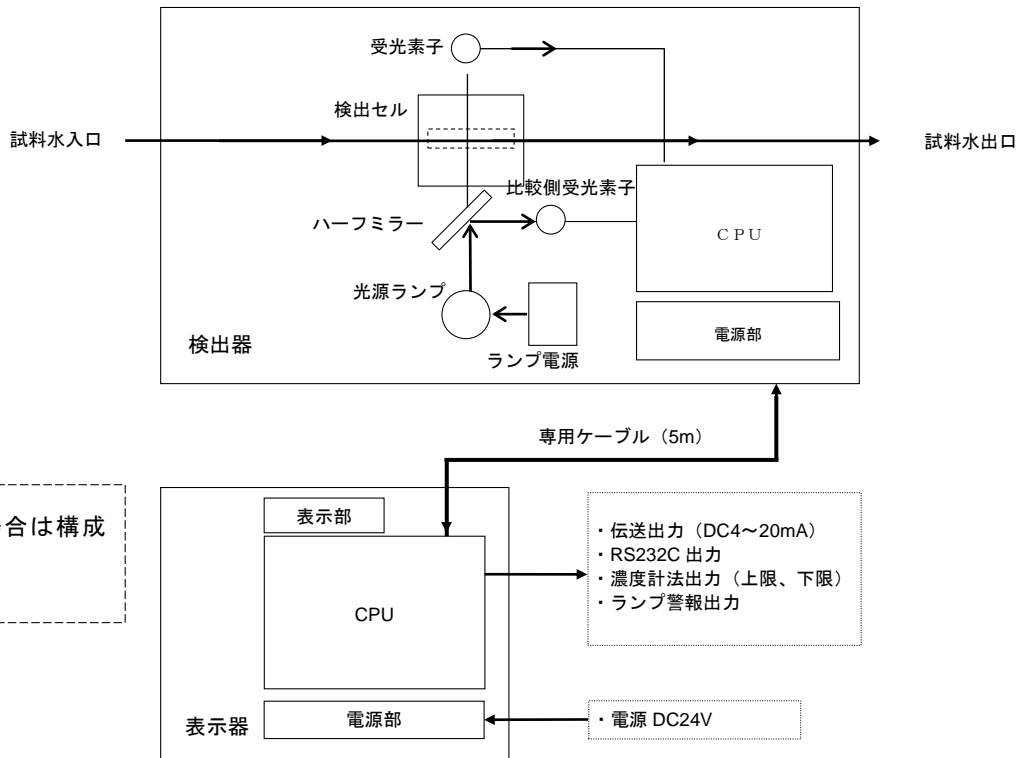 受光素子
検出セル
試料水入口
試料水出口
比較側受光素子
ハーフミラー
ＣＰＵ
光源ランプ
電源部
検出器
ランプ電源
専用ケーブル（5m）
合は構成
表示部
・伝送出力（DC4～20mA）
・RS232C 出力
・濃度計法出力（上限、下限）
・ランプ警報出力
CPU
表示器
電源部
・電源 DC24V